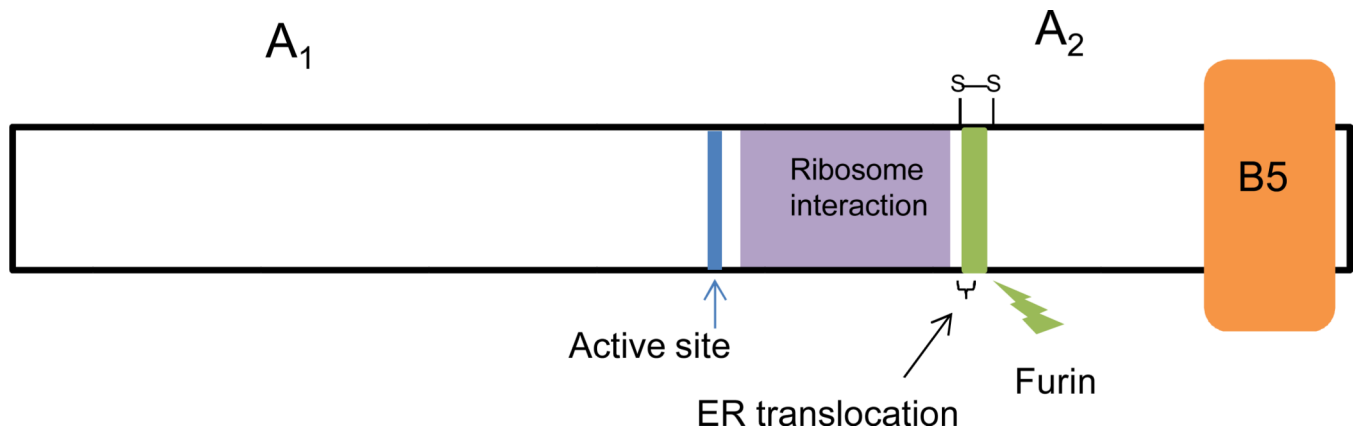 A₁
A₂
S S
Ribosome
interaction
B5
Active site
Furin
ER translocation